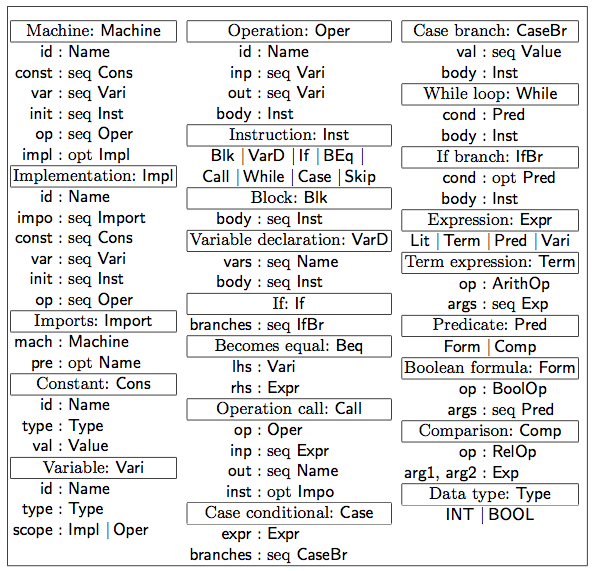 Machine: Machine
id : Name
const : seq Cons
var : seq Vari
init : seq Inst
op : seq Oper
impl : opt Impl
Implementation: Impl
id : Name
impo : seq Import
const : seq Cons
var : seq Vari
init : seq Inst
op : seq Oper
Imports: Import
mach : Machine
pre : opt Name
Constant: Cons
id : Name
type : Type
val : Value
Variable: Vari
id : Name
type : Type
scope : Impl | Oper
Operation: Oper
id : Name
inp : seq Vari
out : seq Vari
body : Inst
Instruction: Inst
Blk | VarD | If | BEq |
Call | While | Case | Skip
Block: Blk
body : seq Inst
Variable declaration: VarD
vars : seq Name
body : seq Inst
If: If
branches : seq IfBr
Becomes equal: Beq
lhs : Vari
rhs : Expr
Operation call: Call
op : Oper
inp : seq Expr
out : seq Name
inst : opt Impo
Case conditional: Case
expr : Expr
branches : seq CaseBr
Case branch: CaseBr
val : seq Value
body : Inst
While loop: While
cond : Pred
body : Inst
If branch: IfBr
cond : opt Pred
body : Inst
Expression: Expr
Lit | Term | Pred | Vari
Term expression: Term
op : ArithOp
args : seq Exp
Predicate: Pred
Form | Comp
Boolean formula: Form
op : BoolOp
args : seq Pred
Comparison: Comp
op : RelOp
arg1, arg2 : Exp
Data type: Type
INT | BOOL